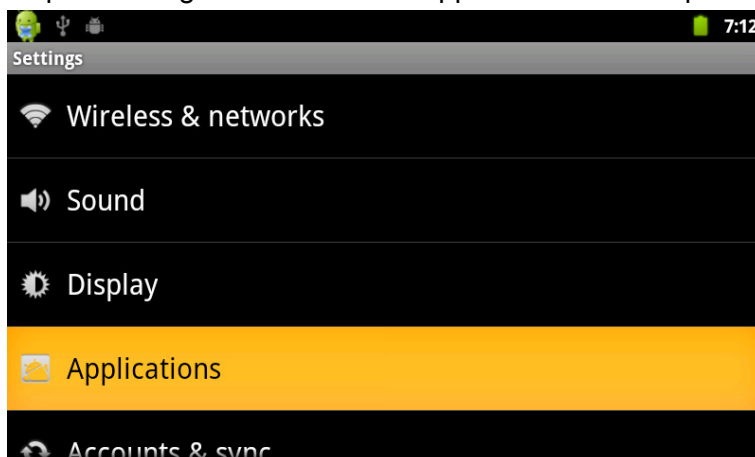 7:12
Settings
Wireless & networks
Sound
Display
Applications
Accounts & sync